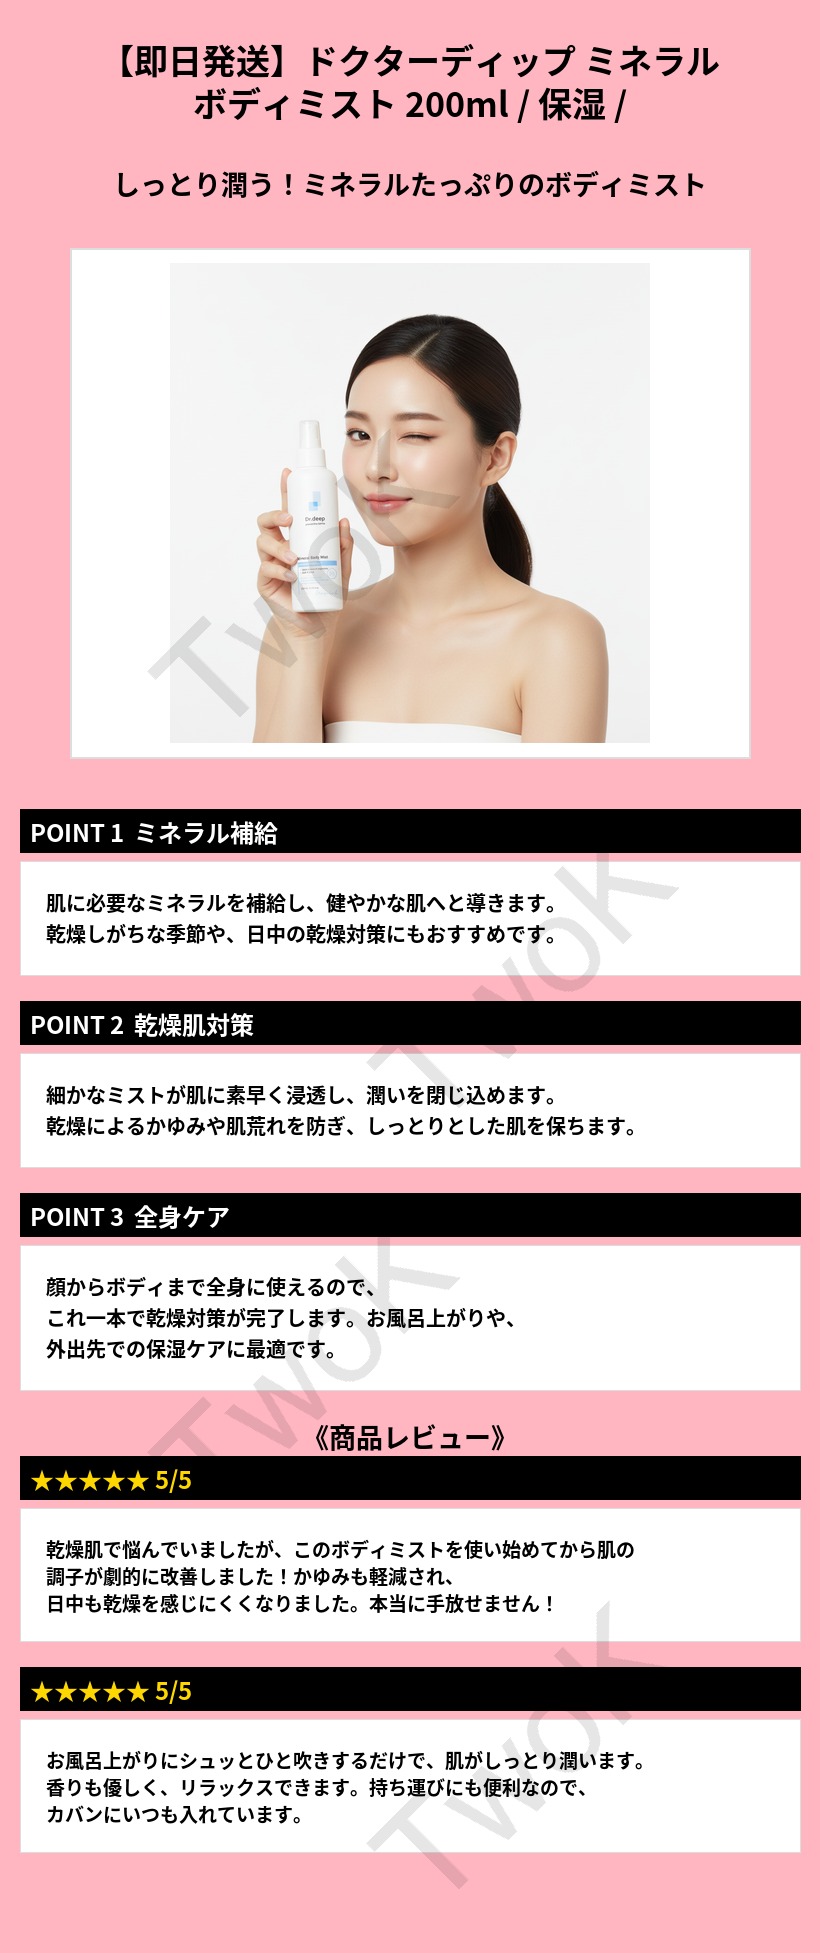 【即日発送】ドクターディップ ミネラル
ボディミスト 200ml / 保湿 /
しっとり潤う！ミネラルたっぷりのボディミスト
Dr.deep
Body Mist
TwoK
POINT 1 ミネラル補給
肌に必要なミネラルを補給し、健やかな肌へと導きます。
乾燥しがちな季節や、日中の乾燥対策にもおすすめです。
TwoK
POINT 2 乾燥肌対策
細かなミストが肌に素早く浸透し、潤いを閉じ込めます。
乾燥によるかゆみや肌荒れを防ぎ、しっとりとした肌を保ちます。
POINT 3 全身ケア
顔からボディまで全身に使えるので、
これ一本で乾燥対策が完了します。お風呂上がりや、
外出先での保湿ケアに最適です。
TwoK
《商品レビュー》
★★★★★ 5/5
乾燥肌で悩んでいましたが、このボディミストを使い始めてから肌の
調子が劇的に改善しました！かゆみも軽減され、
日中も乾燥を感じにくくなりました。本当に手放せません！
★★★★★ 5/5
お風呂上がりにシュッとひと吹きするだけで、肌がしっとり潤います。
香りも優しく、リラックスできます。持ち運びにも便利なので、
カバンにいつも入れています。
TwoK